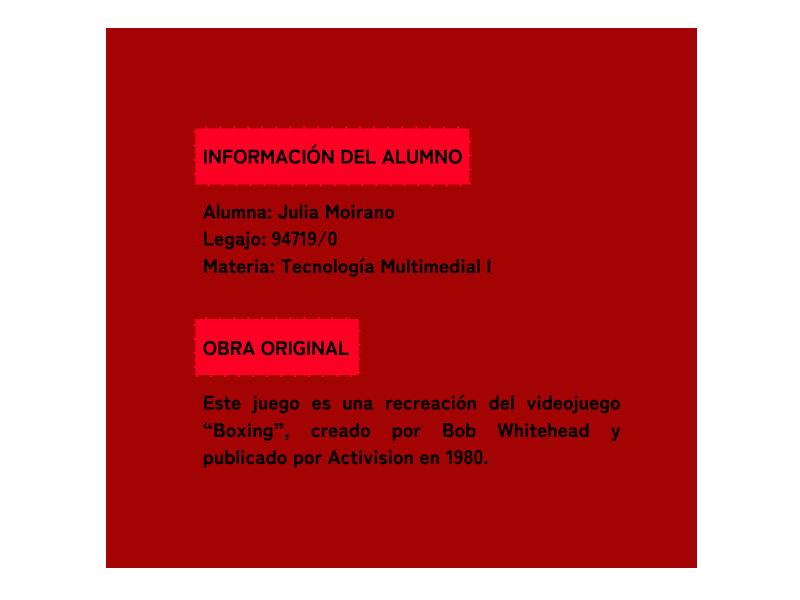 INFORMACIÓN DEL ALUMNO
Alumna: Julia Moirano
Legajo: 94719/0
Materia: Tecnología Multimedial I
OBRA ORIGINAL
Este juego es una recreación del videojuego
“Boxing”, creado por Bob Whitehead y
publicado por Activision en 1980.